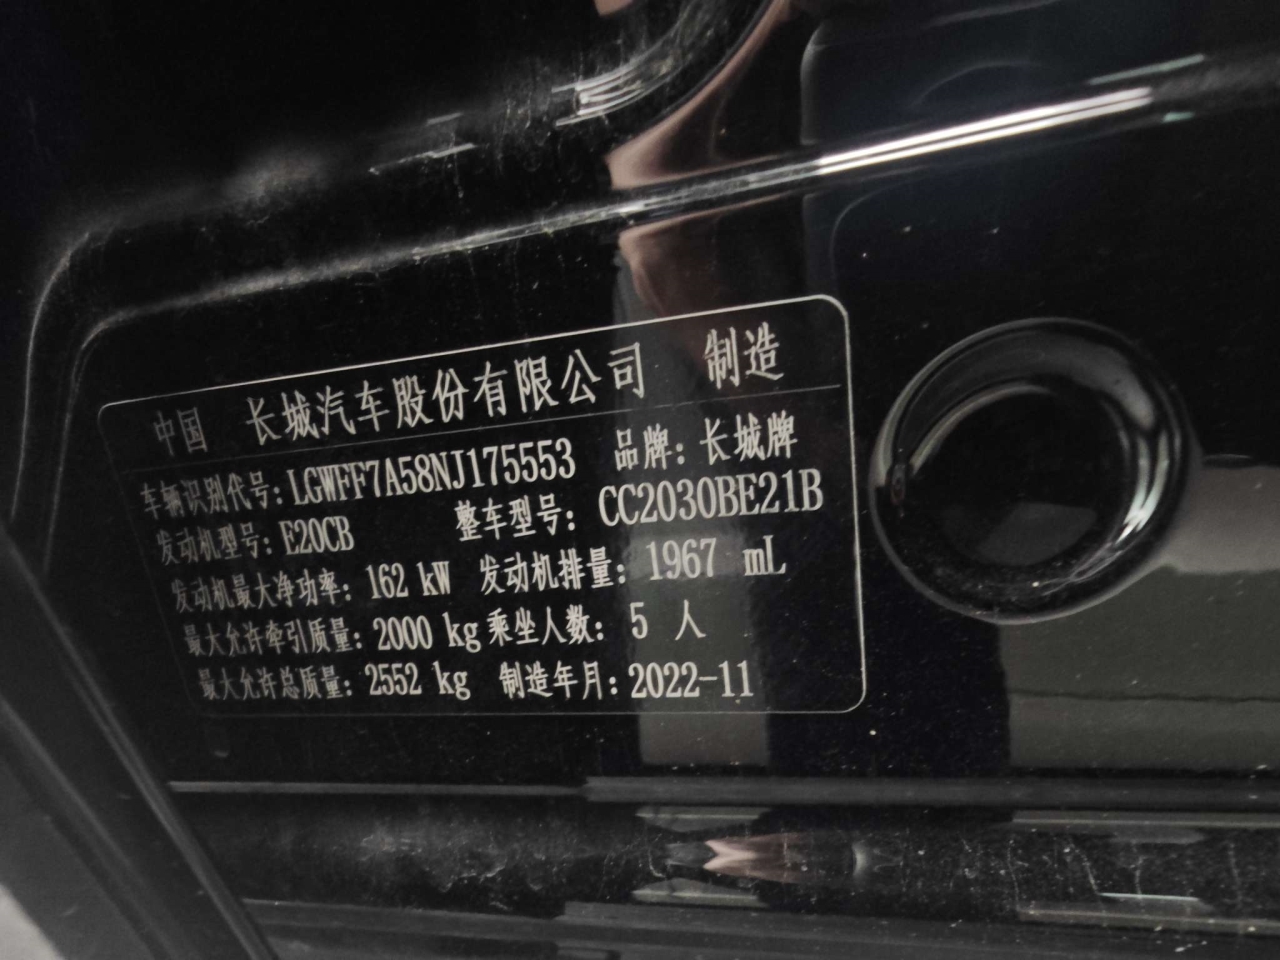 中国 长城汽车股份有限公司 制造
车辆识别代号: LGWFF7A58NJ175553 品牌: 长城牌
发动机型号: E20CB 整车型号: CC2030BE21B
发动机最大净功率: 162 kW 发动机排量: 1967 mL
最大允许牵引质量: 2000 kg 乘坐人数: 5 人
最大允许总质量: 2552 kg 制造年月: 2022-11